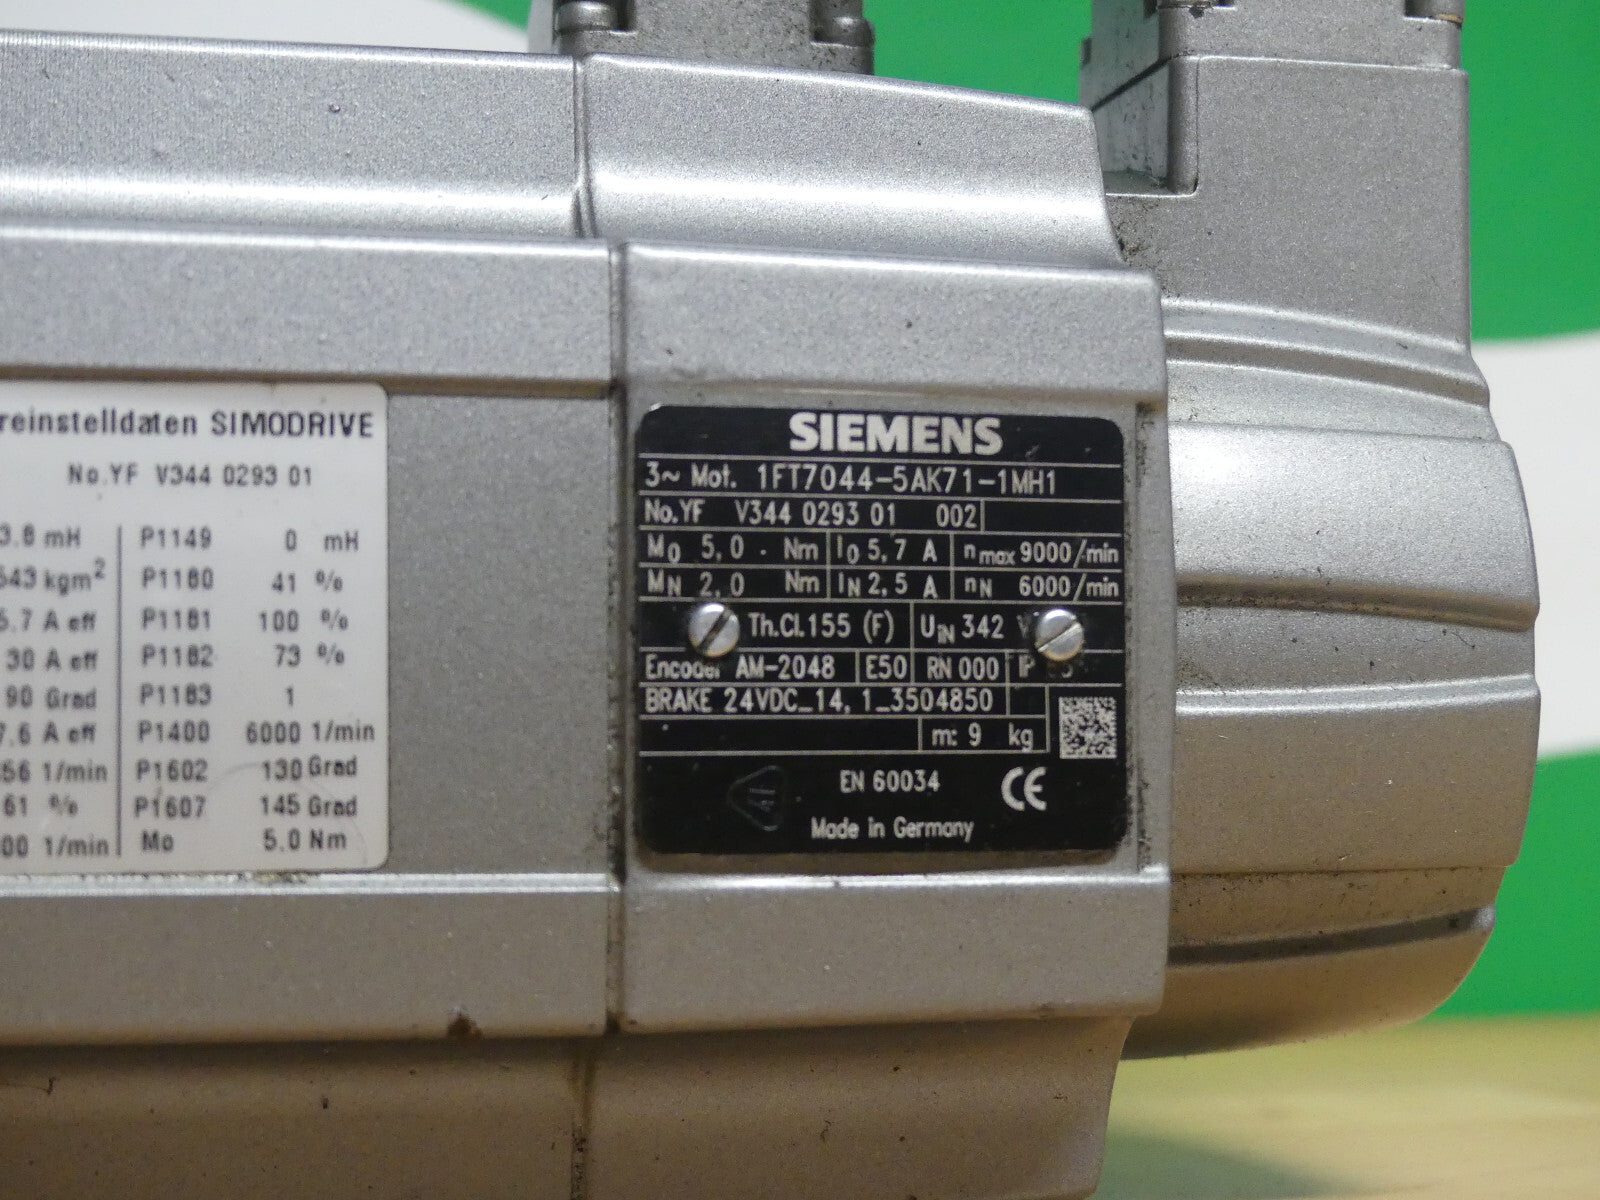 reinstelldaten SIMODRIVE
No.YF V344 0293 01
3.8 mH P1149 0 mH
543 kgm² P1180 41 %
5.7 A eff P1181 100 %
30 A eff P1182 73 %
90 Grad P1183 1
7.6 A eff P1400 6000 1/min
56 1/min P1602 130 Grad
61 % P1607 145 Grad
00 1/min Mo 5.0 Nm
SIEMENS
3~ Mot. 1FT7044-5AK71-1MH1
No.YF V344 0293 01 002
M0 5,0 Nm I0 5,7 A nmax 9000/min
MN 2,0 Nm IN 2,5 A nN 6000/min
Th.Cl.155 (F) UIN 342 V
Encoder AM-2048 E50 RN 000 IP
BRAKE 24VDC_14,1_3504850
m: 9 kg
EN 60034 CE
Made in Germany